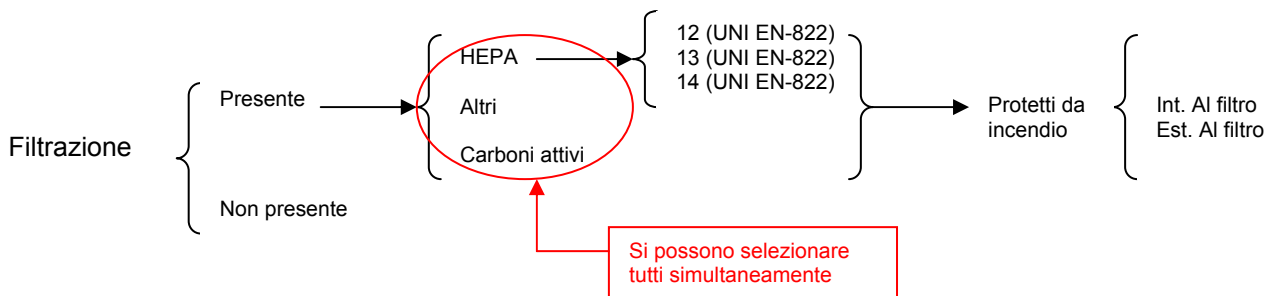 12 (UNI EN-822)
HEPA
13 (UNI EN-822)
14 (UNI EN-822)
Presente
Altri
Protetti da
incendio
Int. Al filtro
Est. Al filtro
Filtrazione
Carboni attivi
Non presente
Si possono selezionare
tutti simultaneamente